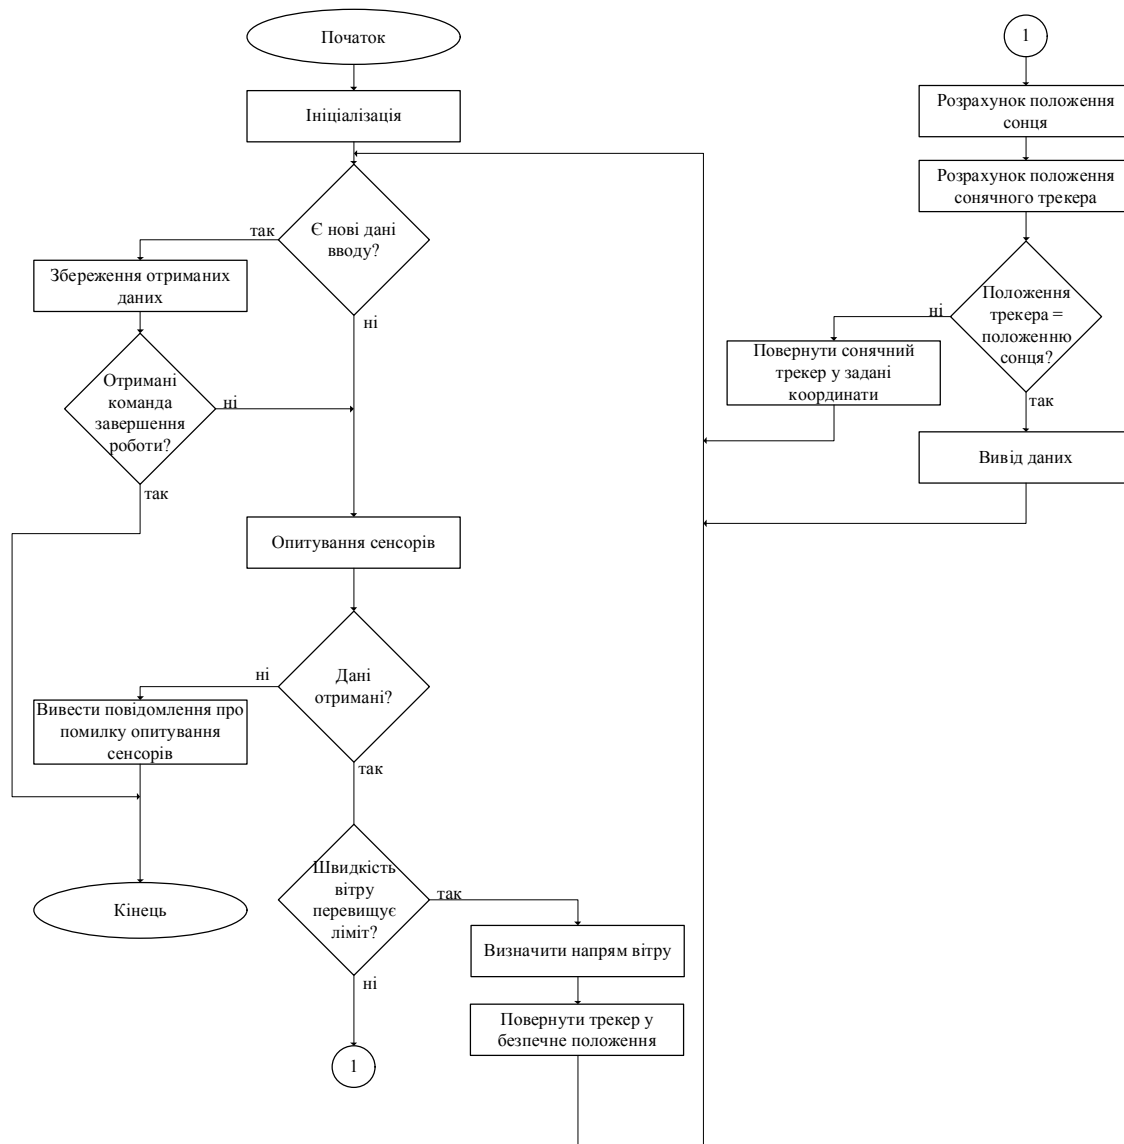 Початок
Ініціалізація
Є нові дані
вводу?
так
ні
Збереження отриманих
даних
Отримані
команда
завершення
роботи?
ні
так
Опитування сенсорів
Дані
отримані?
ні
так
Вивести повідомлення про
помилку опитування
сенсорів
Кінець
Швидкість
вітру
перевищує
ліміт?
так
ні
Визначити напрям вітру
Повернути трекер у
безпечне положення
1
1
Розрахунок положення
сонця
Розрахунок положення
сонячного трекера
Положення
трекера =
положенню
сонця?
ні
так
Повернути сонячний
трекер у задані
координати
Вивід даних